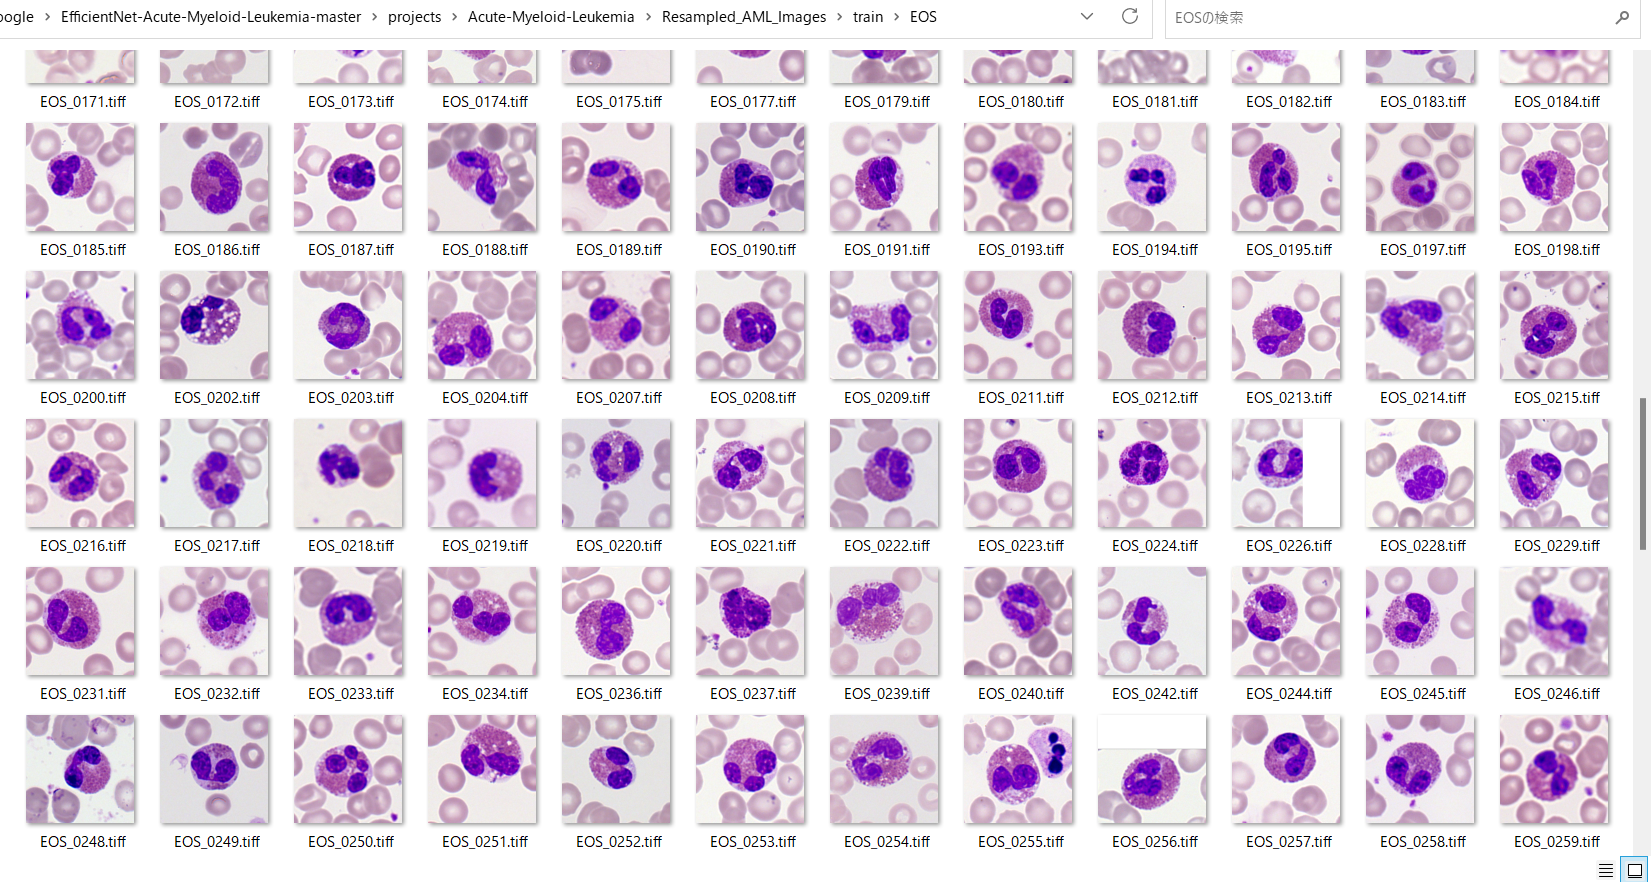 oogle > EfficientNet-Acute-Myeloid-Leukemia-master > projects > Acute-Myeloid-Leukemia > Resampled_AML_Images > train > EOS
EOSの検索
EOS_0171.tiff EOS_0172.tiff EOS_0173.tiff EOS_0174.tiff EOS_0175.tiff EOS_0177.tiff EOS_0179.tiff EOS_0180.tiff EOS_0181.tiff EOS_0182.tiff EOS_0183.tiff EOS_0184.tiff
EOS_0185.tiff EOS_0186.tiff EOS_0187.tiff EOS_0188.tiff EOS_0189.tiff EOS_0190.tiff EOS_0191.tiff EOS_0193.tiff EOS_0194.tiff EOS_0195.tiff EOS_0197.tiff EOS_0198.tiff
EOS_0200.tiff EOS_0202.tiff EOS_0203.tiff EOS_0204.tiff EOS_0207.tiff EOS_0208.tiff EOS_0209.tiff EOS_0211.tiff EOS_0212.tiff EOS_0213.tiff EOS_0214.tiff EOS_0215.tiff
EOS_0216.tiff EOS_0217.tiff EOS_0218.tiff EOS_0219.tiff EOS_0220.tiff EOS_0221.tiff EOS_0222.tiff EOS_0223.tiff EOS_0224.tiff EOS_0226.tiff EOS_0228.tiff EOS_0229.tiff
EOS_0231.tiff EOS_0232.tiff EOS_0233.tiff EOS_0234.tiff EOS_0236.tiff EOS_0237.tiff EOS_0239.tiff EOS_0240.tiff EOS_0242.tiff EOS_0244.tiff EOS_0245.tiff EOS_0246.tiff
EOS_0248.tiff EOS_0249.tiff EOS_0250.tiff EOS_0251.tiff EOS_0252.tiff EOS_0253.tiff EOS_0254.tiff EOS_0255.tiff EOS_0256.tiff EOS_0257.tiff EOS_0258.tiff EOS_0259.tiff